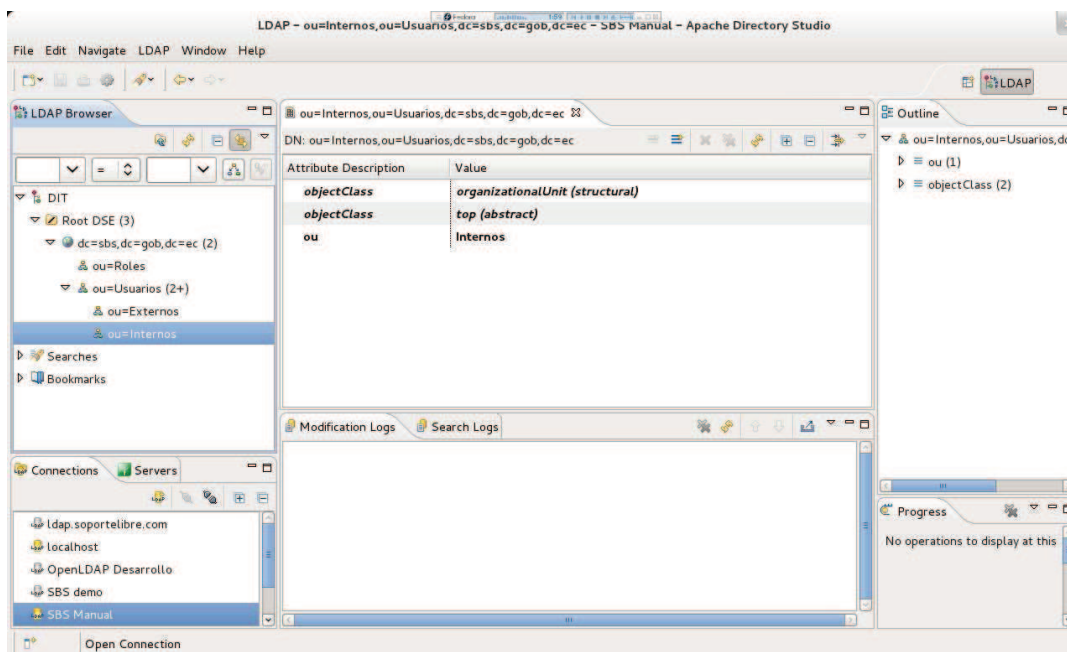 LDAP - ou=Internos,ou=Usuarios,dc=sbs,dc=gob,dc=ec - SBS Manual - Apache Directory Studio
File Edit Navigate LDAP Window Help
LDAP
LDAP Browser
=
DIT
Root DSE (3)
dc=sbs,dc=gob,dc=ec (2)
ou=Roles
ou=Usuarios (2+)
ou=Externos
ou=Internos
Searches
Bookmarks
Connections
Servers
ldap.soportelibre.com
localhost
OpenLDAP Desarrollo
SBS demo
SBS Manual
ou=Internos,ou=Usuarios,dc=sbs,dc=gob,dc=ec
DN: ou=Internos,ou=Usuarios,dc=sbs,dc=gob,dc=ec
Attribute Description Value
objectClass organizationalUnit (structural)
objectClass top (abstract)
ou Internos
Modification Logs Search Logs
Outline
ou=Internos,ou=Usuarios,d
ou (1)
objectClass (2)
Progress
No operations to display at this
Open Connection